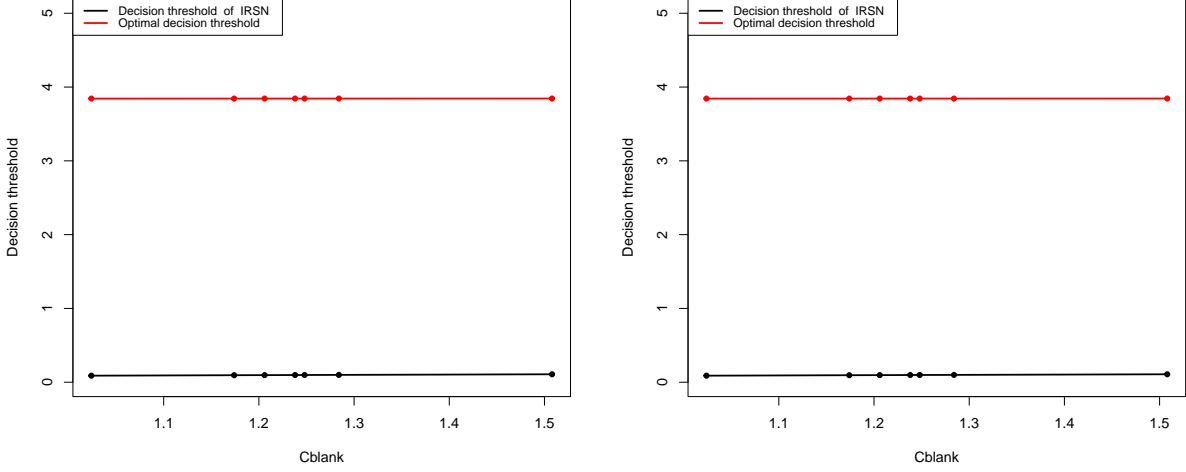 Decision threshold of IRSN
Optimal decision threshold
5
4
3
2
1
0
Decision threshold
1.1 1.2 1.3 1.4 1.5
Cblank
Decision threshold of IRSN
Optimal decision threshold
5
4
3
2
1
0
Decision threshold
1.1 1.2 1.3 1.4 1.5
Cblank